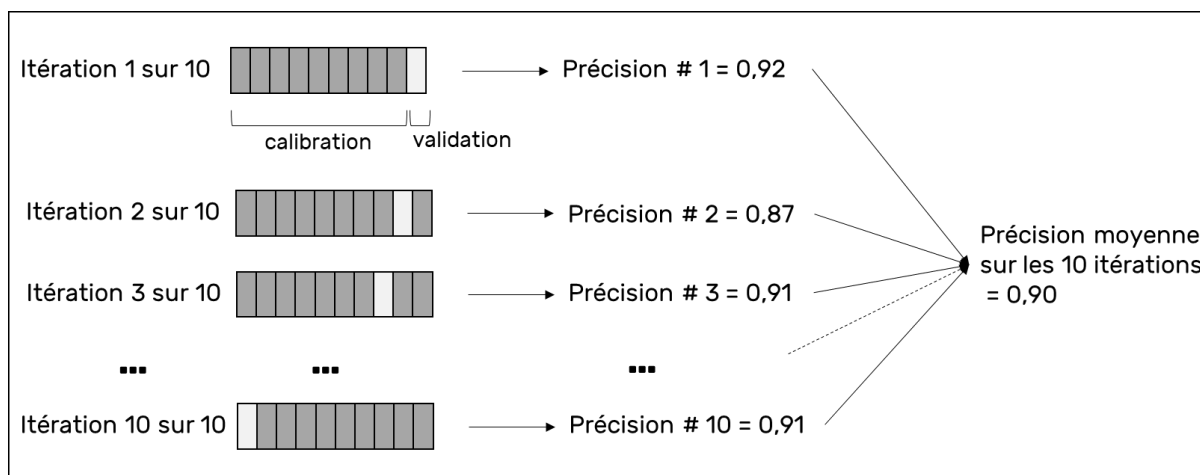 Itération 1 sur 10
Précision # 1 = 0,92
calibration
validation
Itération 2 sur 10
Précision # 2 = 0,87
Précision moyenne
sur les 10 itérations
= 0,90
Itération 3 sur 10
Précision # 3 = 0,91
...
...
...
Itération 10 sur 10
Précision # 10 = 0,91